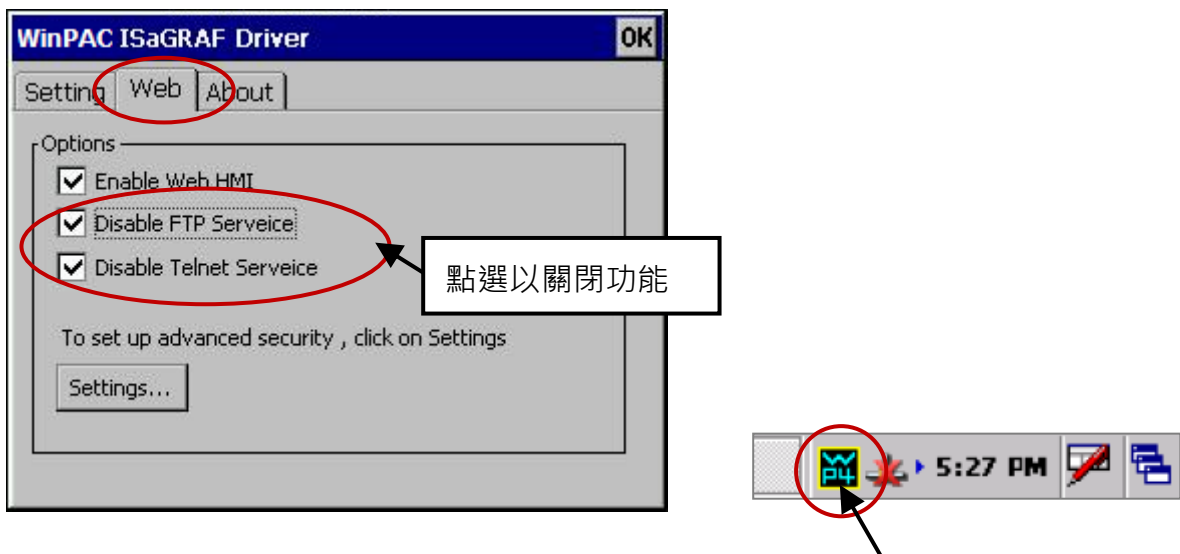 WinPAC ISaGRAF Driver OK
Setting Web About
Options
Enable Web HMI
Disable FTP Serveice
Disable Telnet Serveice
點選以關閉功能
To set up advanced security , click on Settings
Settings...
W P4 5:27 PM